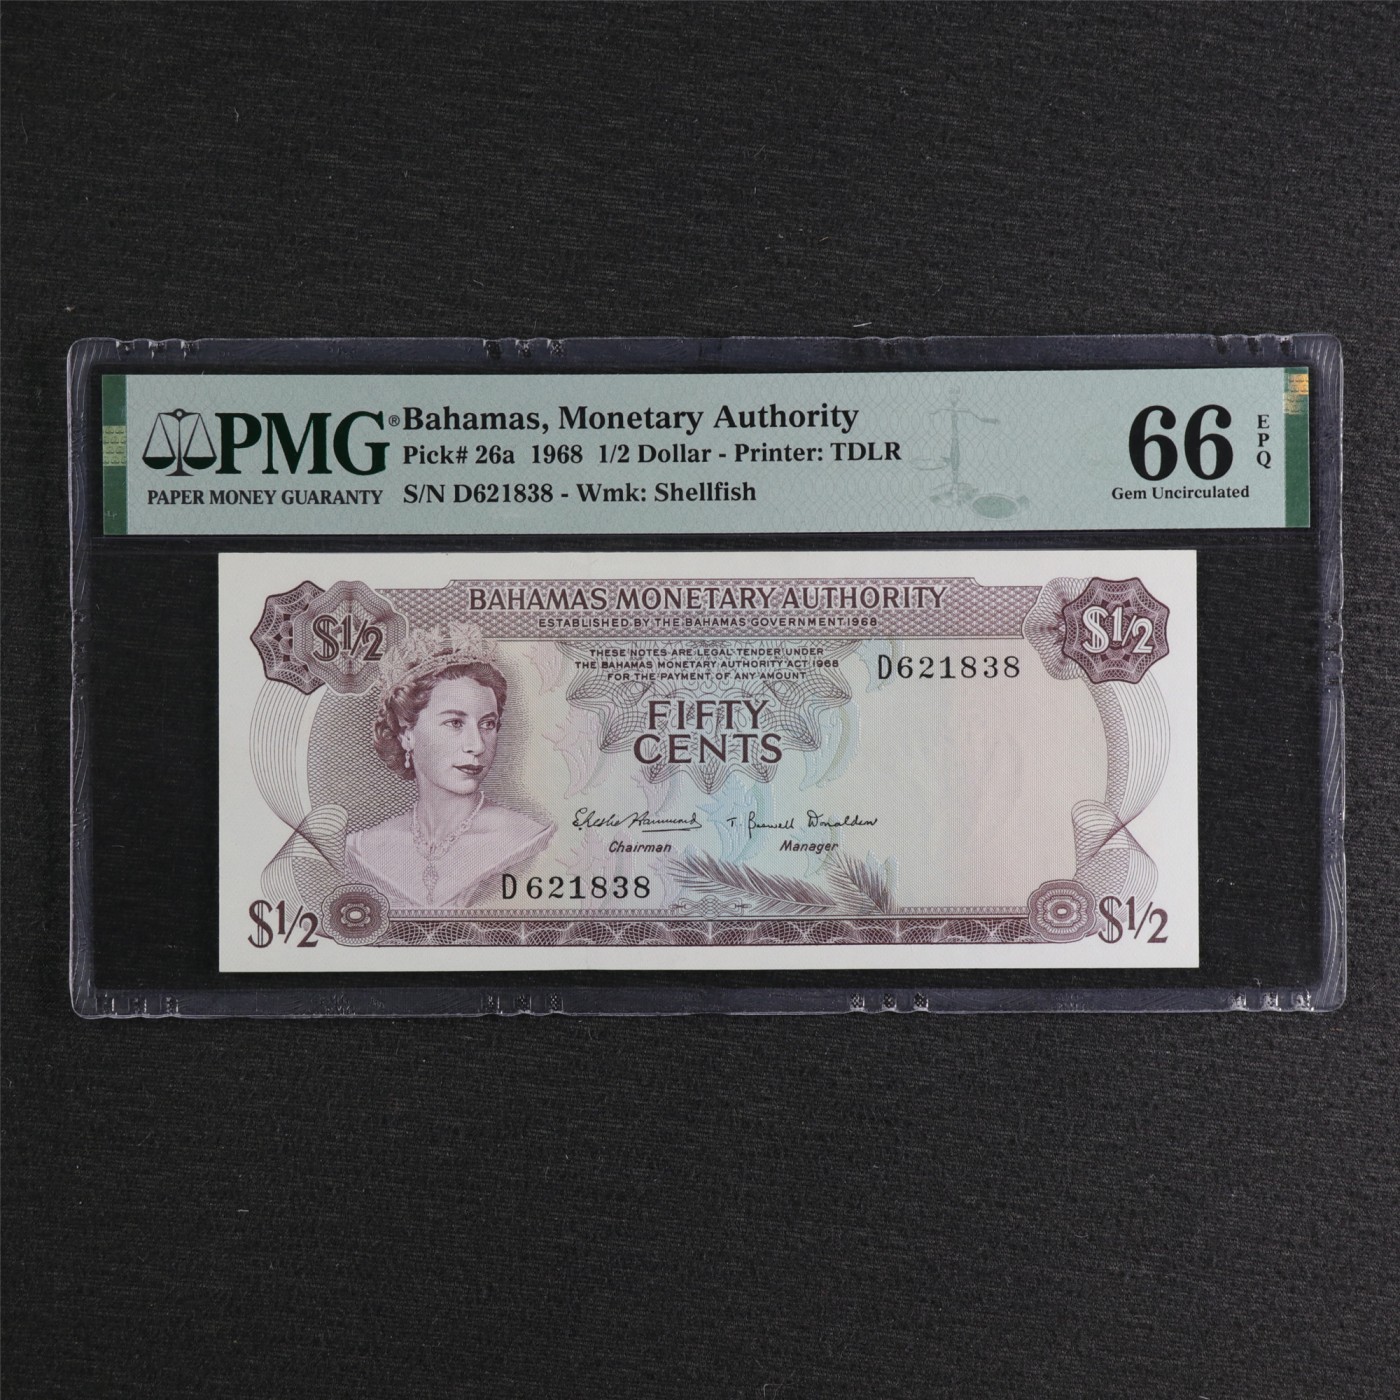 PMG®
PAPER MONEY GUARANTY
Bahamas, Monetary Authority
Pick# 26a 1968 1/2 Dollar - Printer: TDLR
S/N D621838 - Wmk: Shellfish
66 EPQ
Gem Uncirculated
$1/2
BAHAMAS MONETARY AUTHORITY
$1/2
ESTABLISHED BY THE BAHAMAS GOVERNMENT 1968
THESE NOTES ARE LEGAL TENDER UNDER
THE BAHAMAS MONETARY AUTHORITY ACT 1968
FOR THE PAYMENT OF ANY AMOUNT
D621838
FIFTY
CENTS
Chairman
Manager
D621838
$1/2
$1/2